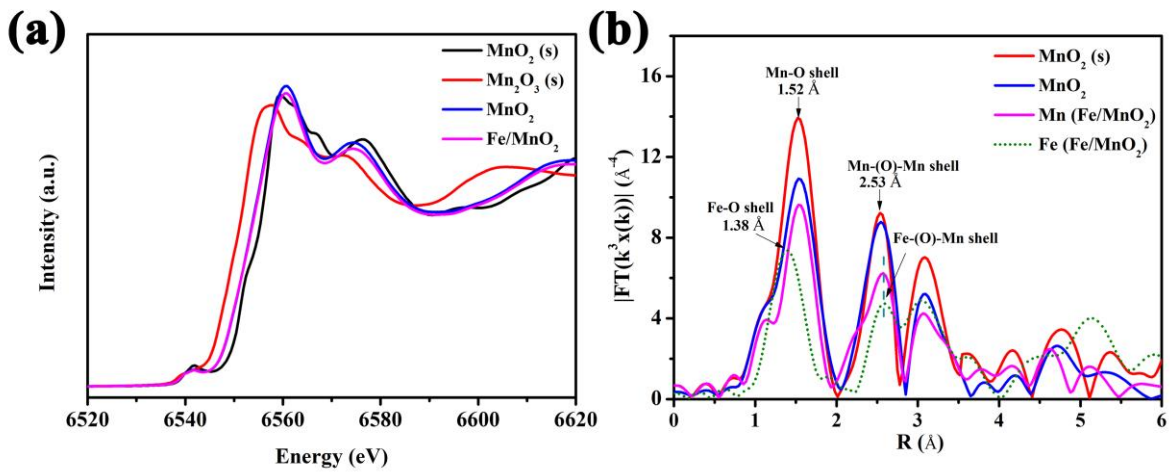 (a)
MnO₂ (s)
Mn₂O₃ (s)
MnO₂
Fe/MnO₂
Intensity (a.u.)
6520 6540 6560 6580 6600 6620
Energy (eV)
(b)
MnO₂ (s)
MnO₂
Mn (Fe/MnO₂)
Fe (Fe/MnO₂)
Mn-O shell
1.52 Å
Mn-(O)-Mn shell
2.53 Å
Fe-O shell
1.38 Å
Fe-(O)-Mn shell
|FT(k³x(k))| (Å⁻⁴)
16
12
8
4
0
0 1 2 3 4 5 6
R (Å)